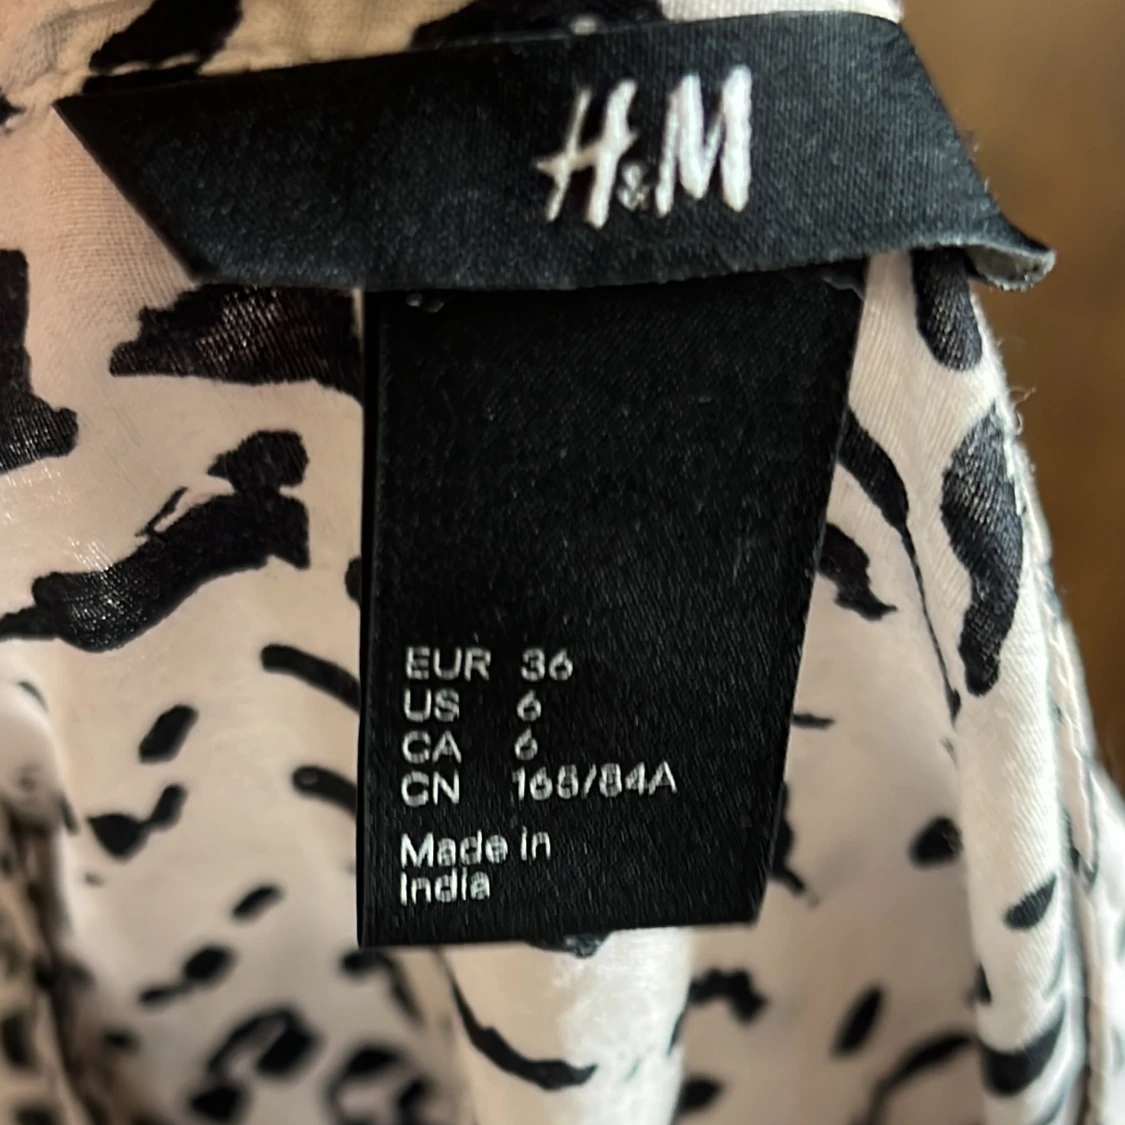 H&M
EUR 36
US 6
CA 6
CN 165/84A
Made in
India